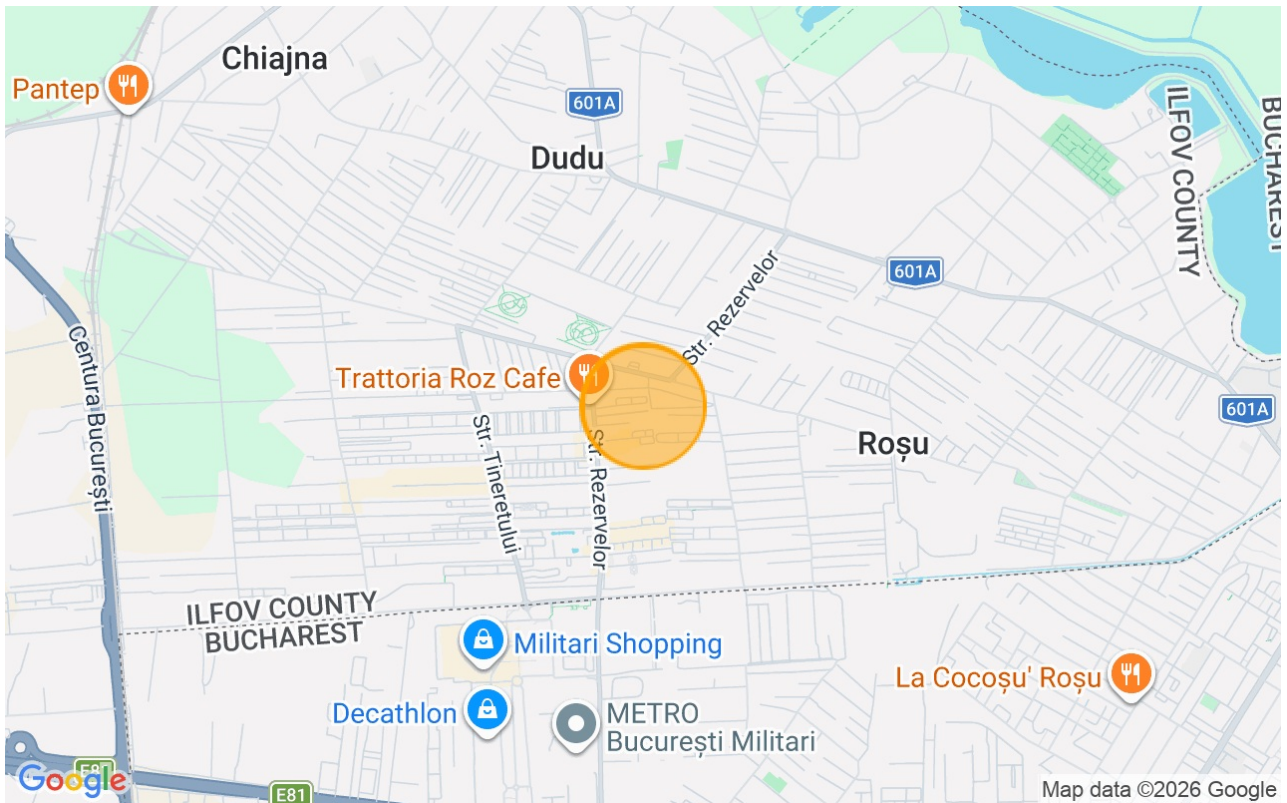 Chiajna
Pantep
601A
Dudu
ILFOV COUNTY
BUCHAREST
601A
Str. Rezervelor
Centura București
Trattoria Roz Cafe
601A
Str. Tineretului
Str. Rezervelor
Roșu
ILFOV COUNTY
BUCHAREST
Militari Shopping
La Cocoșu' Roșu
Decathlon
METRO
București Militari
Google
E81
Map data ©2026 Google